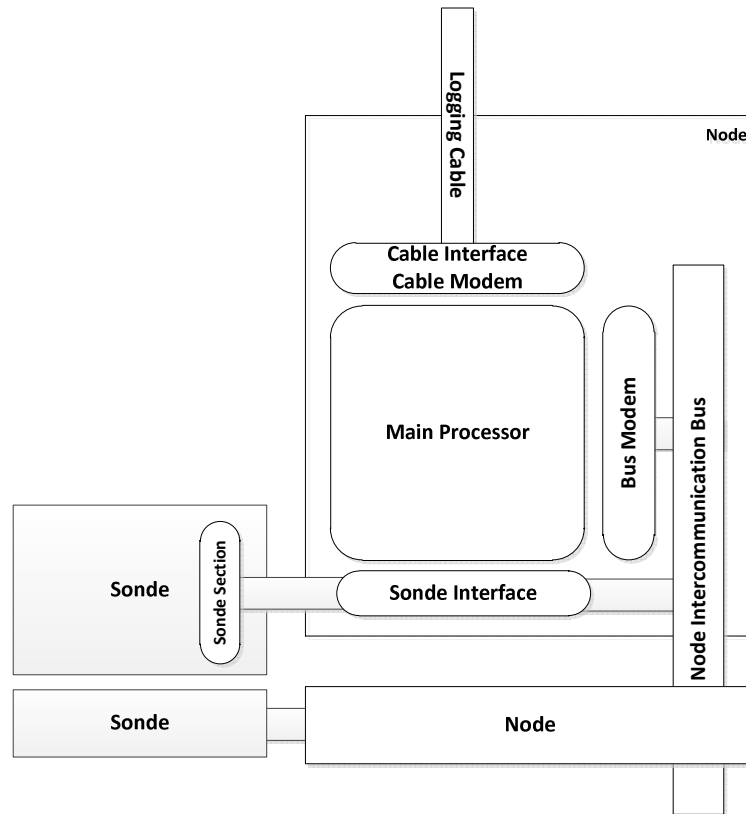 Logging Cable
Node
Cable Interface
Cable Modem
Main Processor
Bus Modem
Node Intercommunication Bus
Sonde
Sonde Section
Sonde Interface
Sonde
Node